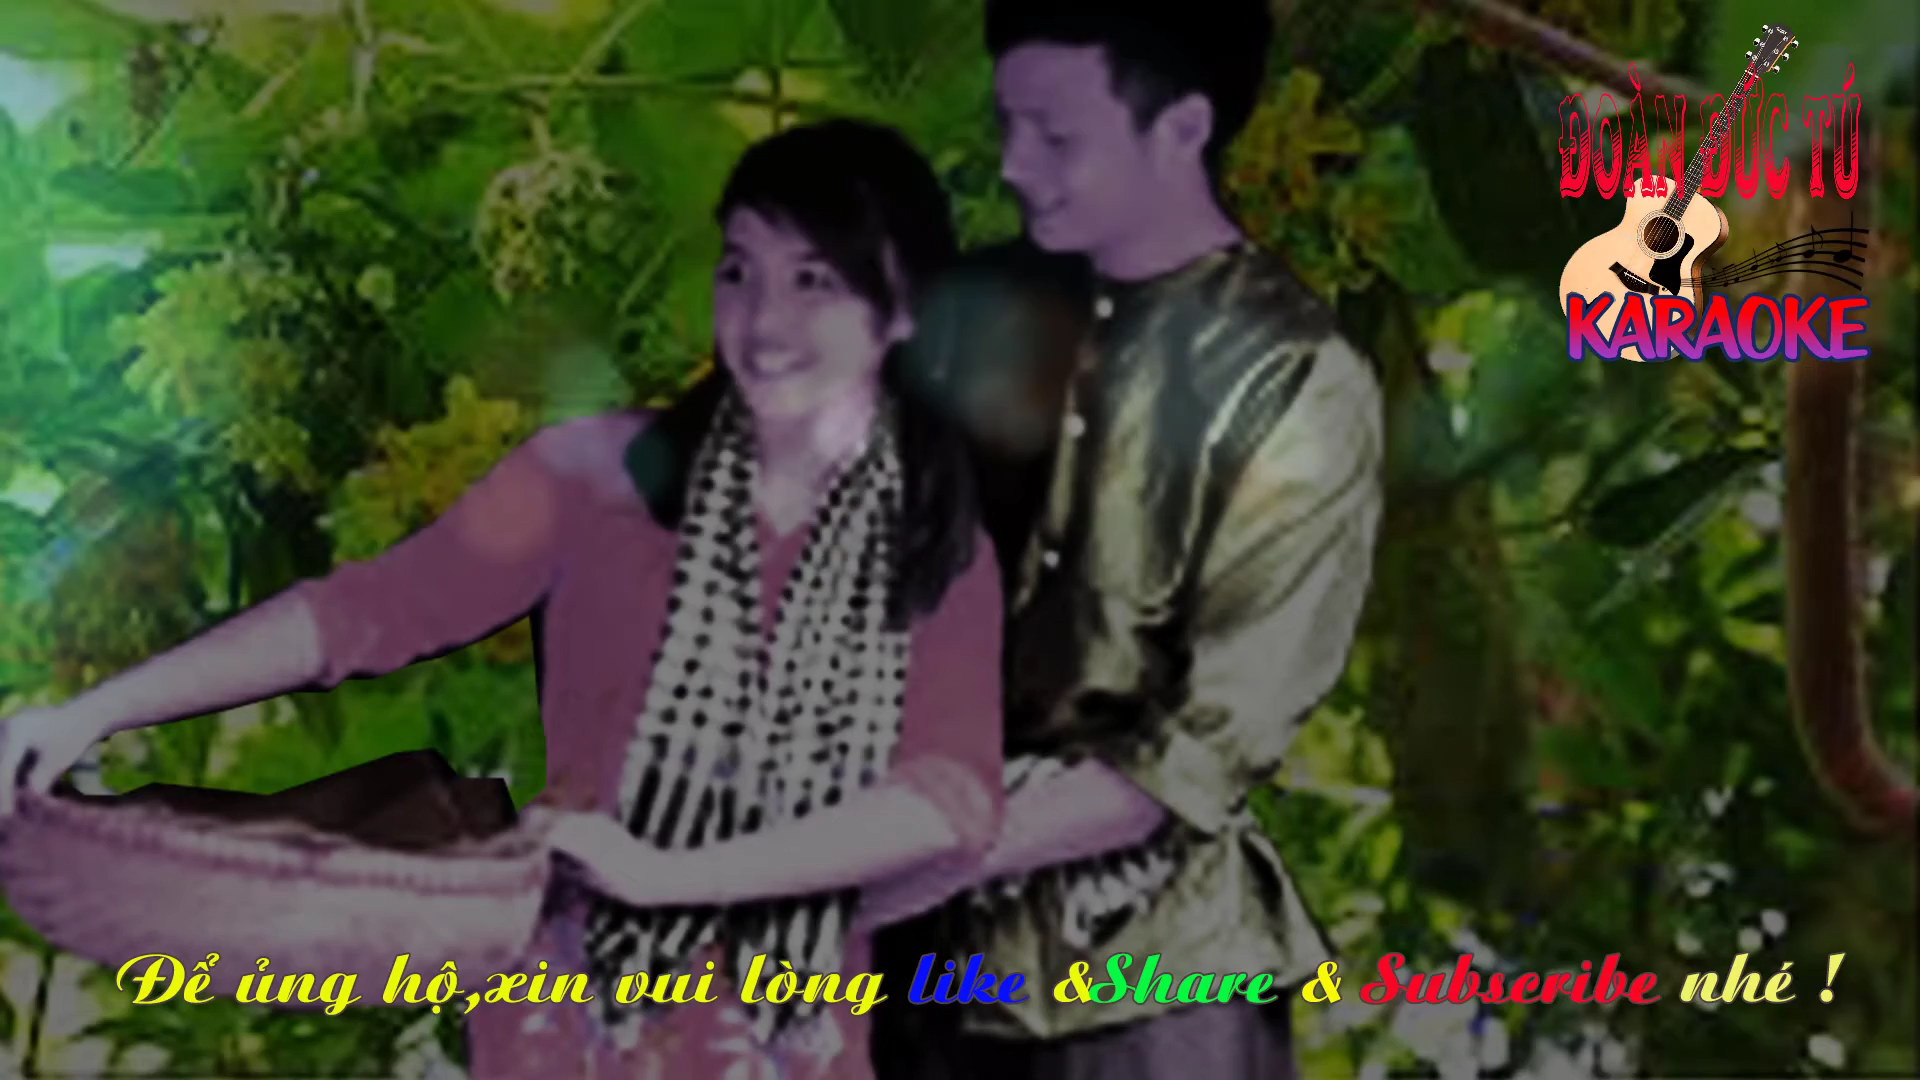 ĐOÀN ĐỨC TÚ
KARAOKE
Để ủng hộ,xin vui lòng like &Share & Subscribe nhé !